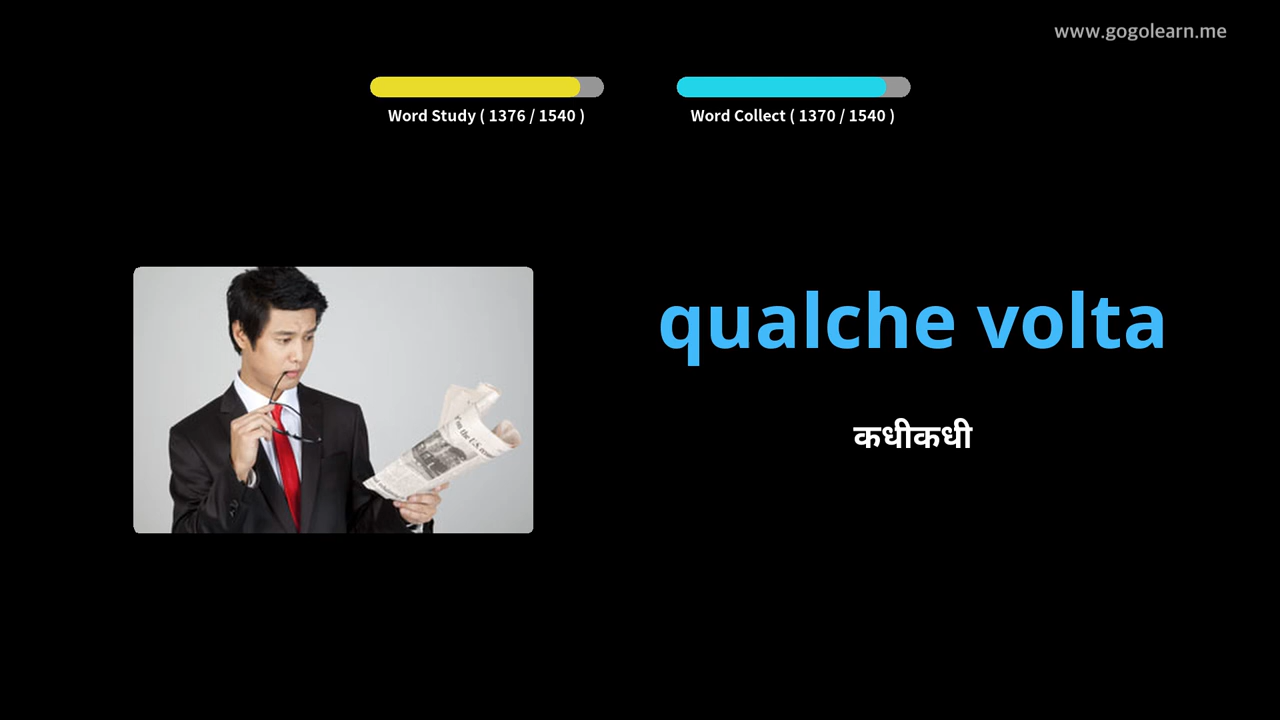 www.gogolearn.me
Word Study ( 1376 / 1540 )
Word Collect ( 1370 / 1540 )
qualche volta
कधीकधी